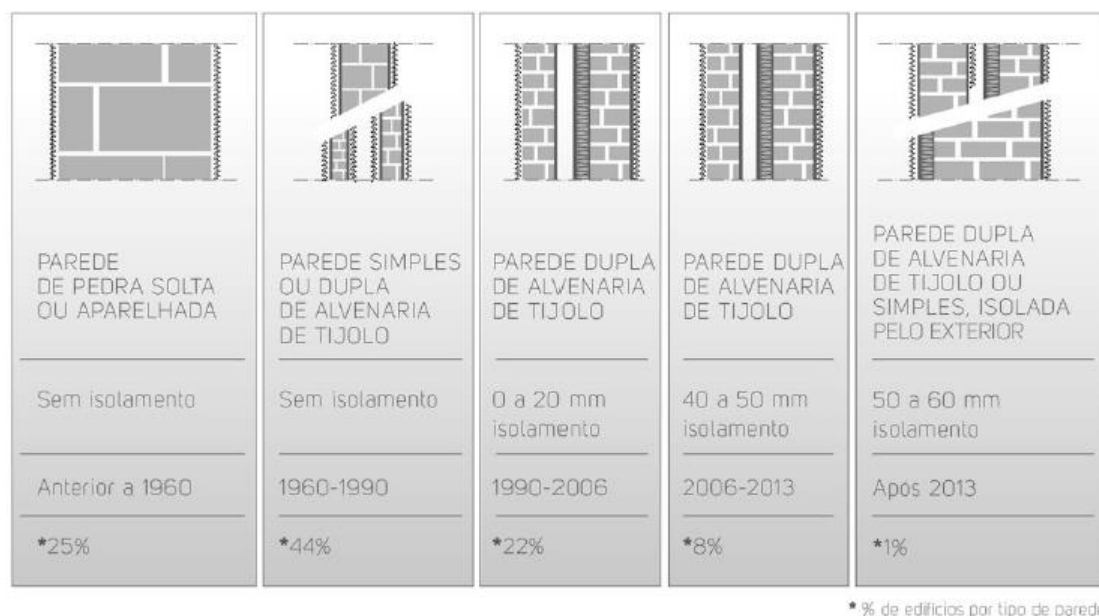 PAREDE
DE PEDRA SOLTA
OU APARELHADA
Sem isolamento
Anterior a 1960
*25%
PAREDE SIMPLES
OU DUPLA
DE ALVENARIA
DE TIJOLO
Sem isolamento
1960-1990
*44%
PAREDE DUPLA
DE ALVENARIA
DE TIJOLO
0 a 20 mm
isolamento
1990-2006
*22%
PAREDE DUPLA
DE ALVENARIA
DE TIJOLO
40 a 50 mm
isolamento
2006-2013
*8%
PAREDE DUPLA
DE ALVENARIA
DE TIJOLO OU
SIMPLES, ISOLADA
PELO EXTERIOR
50 a 60 mm
isolamento
Após 2013
*1%
* % de edifícios por tipo de parede